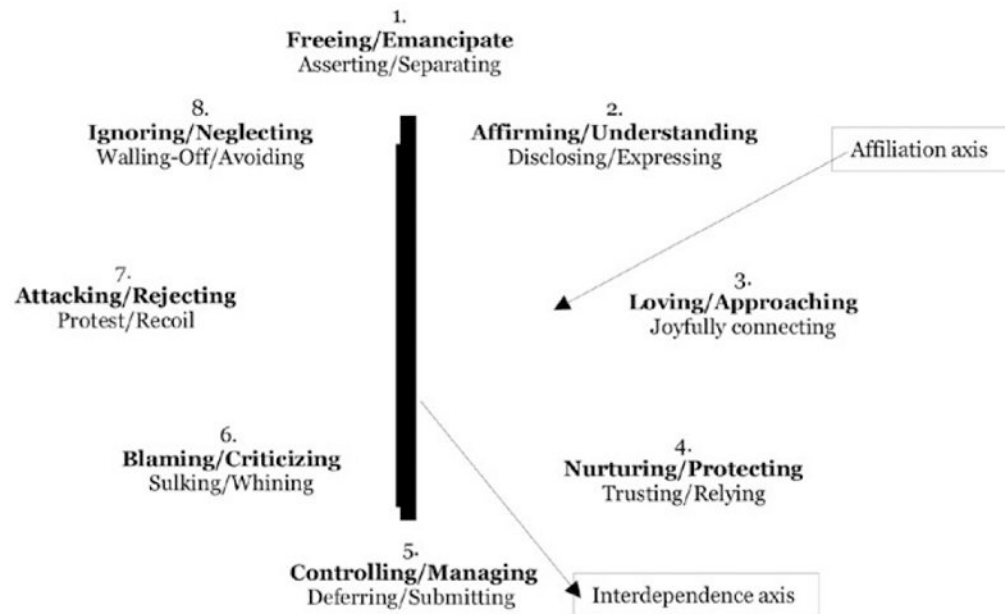 1.
Freeing/Emancipate
Asserting/Separating
8.
Ignoring/Neglecting
Walling-Off/Avoiding
2.
Affirming/Understanding
Disclosing/Expressing
Affiliation axis
7.
Attacking/Rejecting
Protest/Recoil
3.
Loving/Approaching
Joyfully connecting
6.
Blaming/Criticizing
Sulking/Whining
4.
Nurturing/Protecting
Trusting/Relying
5.
Controlling/Managing
Deferring/Submitting
Interdependence axis